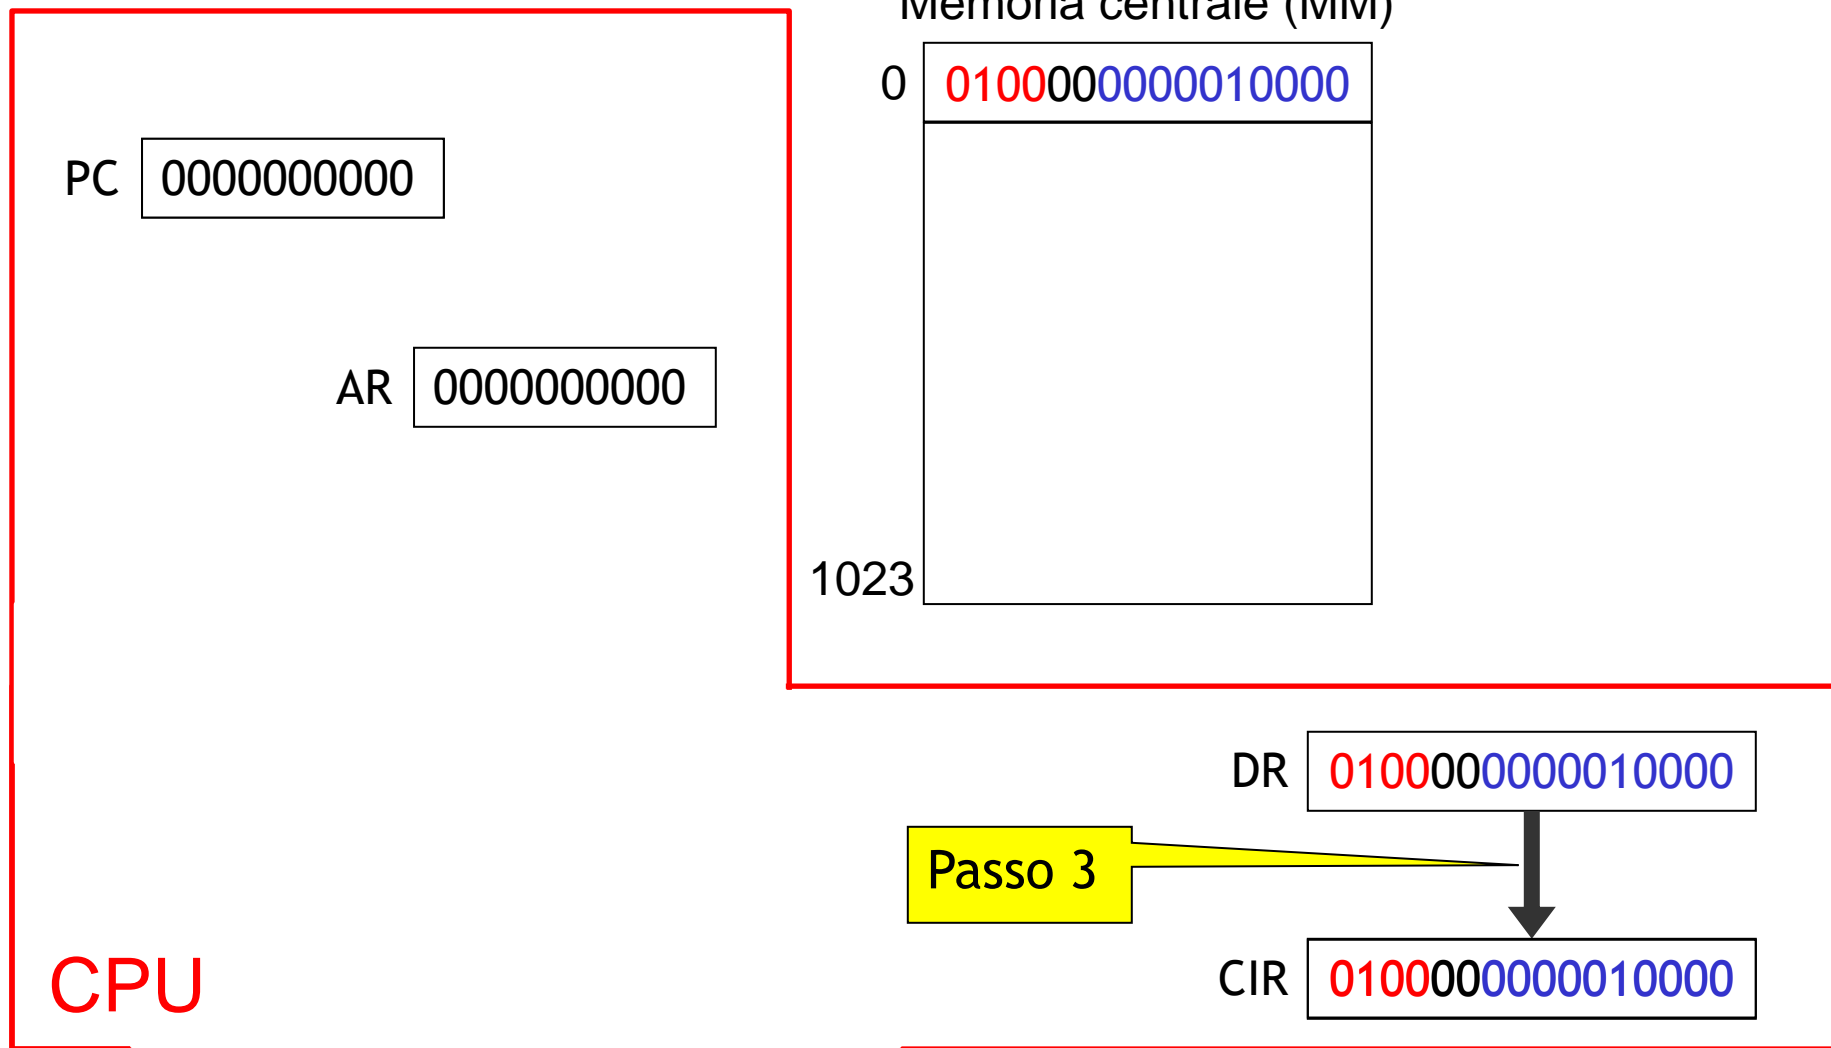 Memoria centrale (MM)
0 0100000000010000
PC 0000000000
AR 0000000000
1023
DR 0100000000010000
Passo 3
CIR 0100000000010000
CPU